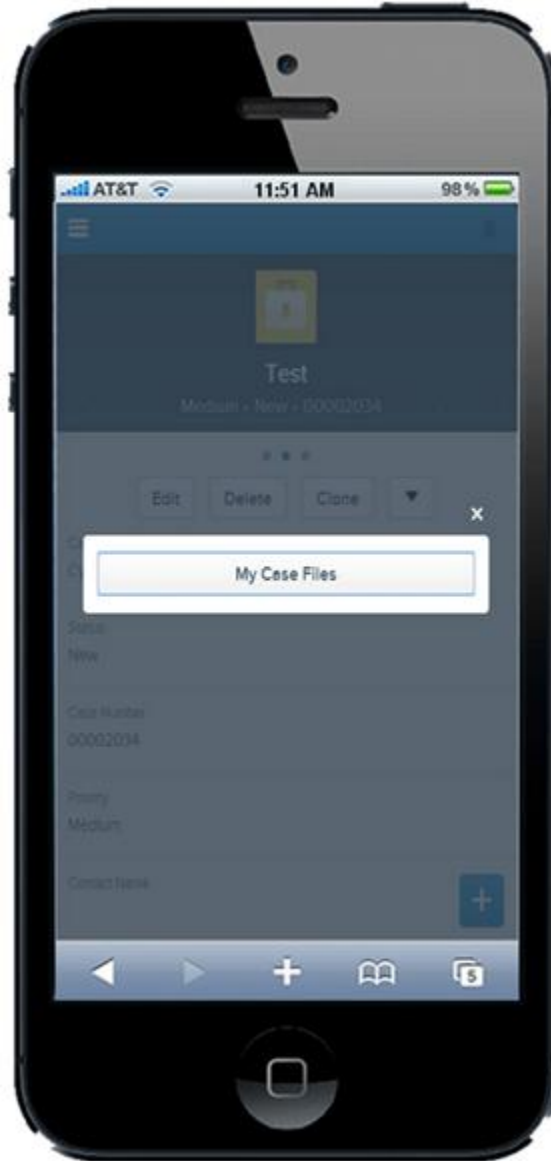 AT&T 11:51 AM 98%
Test
Medium • New • 00002034
Edit Delete Clone
x
My Case Files
Status
New
Case Number
00002034
Priority
Medium
Contact Name
5